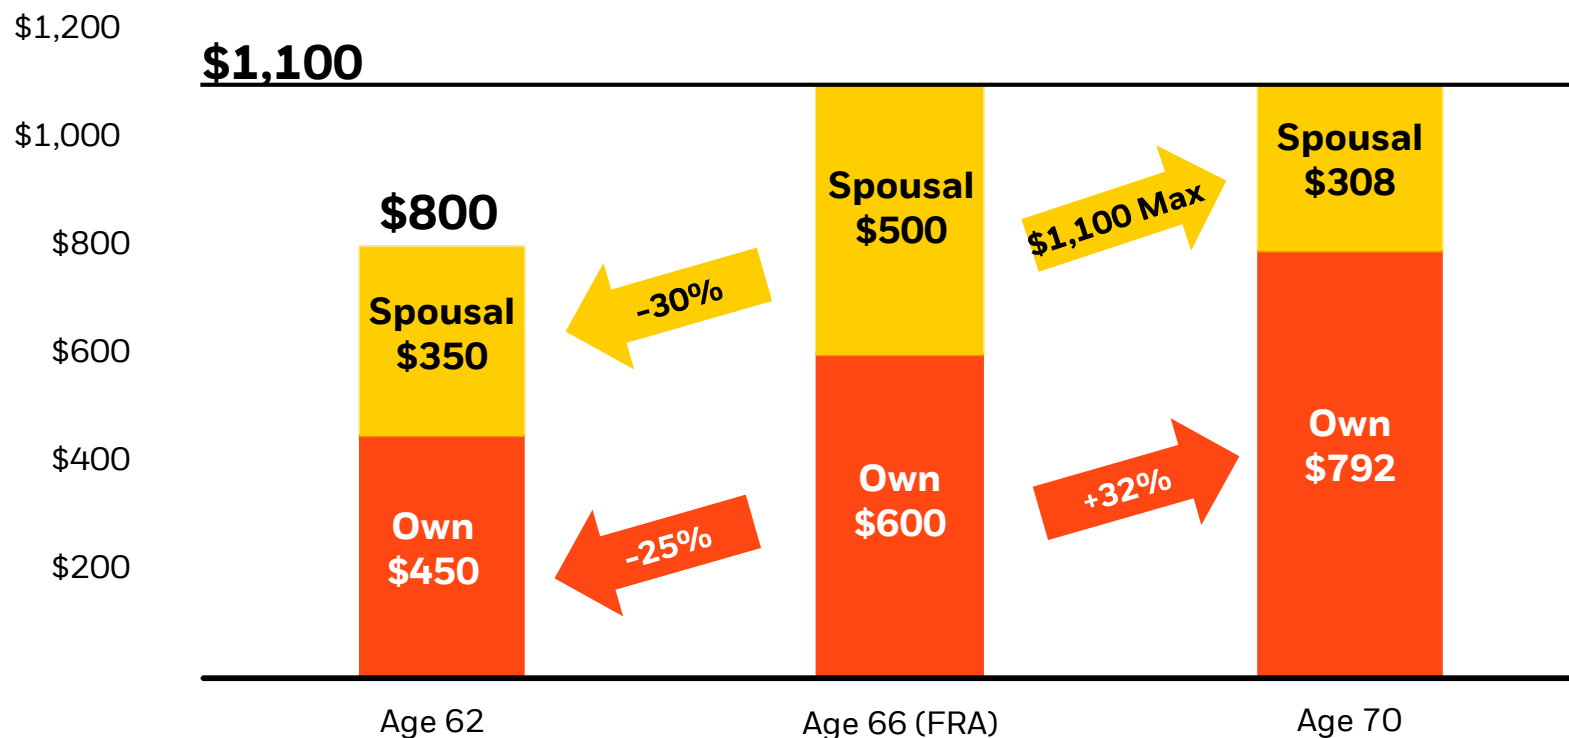 $1,200
$1,100
$1,000
$800
$600
$400
$200
$800
Spousal
$350
Own
$450
-30%
-25%
Spousal
$500
Own
$600
$1,100 Max
+32%
Spousal
$308
Own
$792
Age 62
Age 66 (FRA)
Age 70